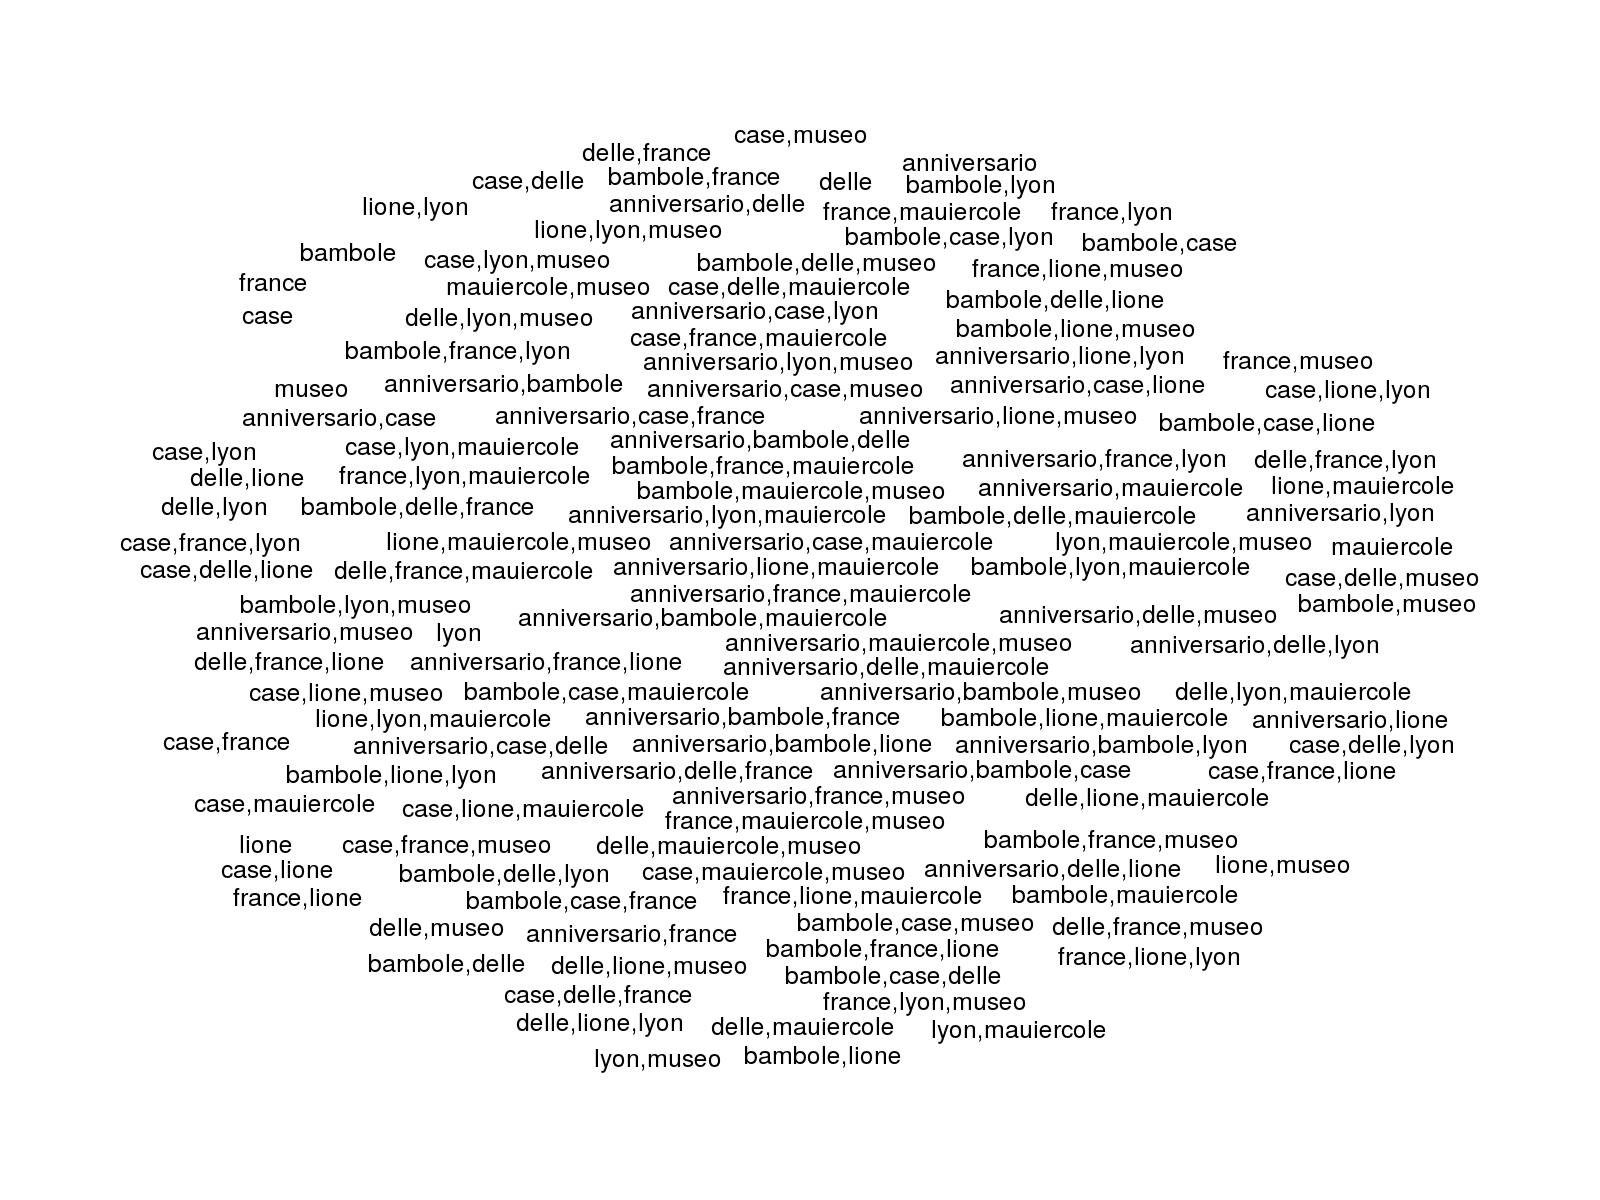 case,museo
delle,france
anniversario
case,delle bambole,france delle bambole,lyon
lione,lyon anniversario,delle france,mauiercole france,lyon
lione,lyon,museo bambole,case,lyon bambole,case
bambole case,lyon,museo bambole,delle,museo france,lione,museo
france mauiercole,museo case,delle,mauiercole bambole,delle,lione
case delle,lyon,museo anniversario,case,lyon bambole,lione,museo
case,france,mauiercole
bambole,france,lyon anniversario,lyon,museo anniversario,lione,lyon france,museo
museo anniversario,bambole anniversario,case,museo anniversario,case,lione case,lione,lyon
anniversario,case anniversario,case,france anniversario,lione,museo bambole,case,lione
case,lyon case,lyon,mauiercole anniversario,bambole,delle
delle,lione france,lyon,mauiercole bambole,france,mauiercole anniversario,france,lyon delle,france,lyon
bambole,mauiercole,museo anniversario,mauiercole lione,mauiercole
delle,lyon bambole,delle,france anniversario,lyon,mauiercole bambole,delle,mauiercole anniversario,lyon
case,france,lyon lione,mauiercole,museo anniversario,case,mauiercole lyon,mauiercole,museo mauiercole
case,delle,lione delle,france,mauiercole anniversario,lione,mauiercole bambole,lyon,mauiercole case,delle,museo
anniversario,france,mauiercole
bambole,lyon,museo anniversario,bambole,mauiercole anniversario,delle,museo bambole,museo
anniversario,museo lyon anniversario,mauiercole,museo anniversario,delle,lyon
delle,france,lione anniversario,france,lione anniversario,delle,mauiercole
case,lione,museo bambole,case,mauiercole anniversario,bambole,museo delle,lyon,mauiercole
lione,lyon,mauiercole anniversario,bambole,france bambole,lione,mauiercole anniversario,lione
case,france anniversario,case,delle anniversario,bambole,lione anniversario,bambole,lyon case,delle,lyon
bambole,lione,lyon anniversario,delle,france anniversario,bambole,case case,france,lione
case,mauiercole case,lione,mauiercole anniversario,france,museo delle,lione,mauiercole
france,mauiercole,museo
lione case,france,museo delle,mauiercole,museo bambole,france,museo
case,lione bambole,delle,lyon case,mauiercole,museo anniversario,delle,lione lione,museo
france,lione bambole,case,france france,lione,mauiercole bambole,mauiercole
delle,museo anniversario,france bambole,case,museo delle,france,museo
bambole,france,lione
bambole,delle delle,lione,museo bambole,case,delle france,lione,lyon
case,delle,france france,lyon,museo
delle,lione,lyon delle,mauiercole lyon,mauiercole
lyon,museo bambole,lione